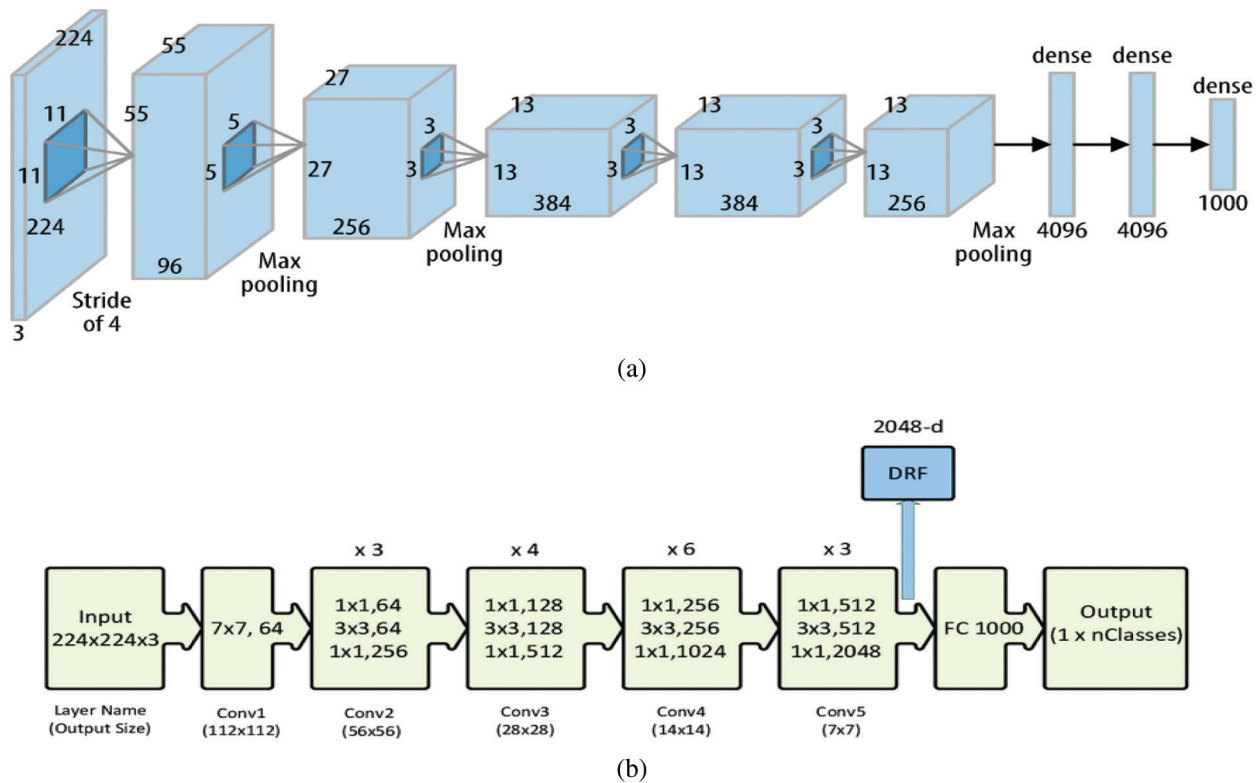 224
55
27
13
13
13
dense
dense
dense
11
55
5
3
3
3
11
5
27
3
13
3
13
3
13
224
96
256
384
384
256
4096
4096
1000
Stride
of 4
Max
pooling
Max
pooling
Max
pooling
3
(a)
2048-d
DRF
x 3
x 4
x 6
x 3
Input
224x224x3
7x7, 64
1x1,64
3x3,64
1x1,256
1x1,128
3x3,128
1x1,512
1x1,256
3x3,256
1x1,1024
1x1,512
3x3,512
1x1,2048
FC 1000
Output
(1 x nClasses)
Layer Name
(Output Size)
Conv1
(112x112)
Conv2
(56x56)
Conv3
(28x28)
Conv4
(14x14)
Conv5
(7x7)
(b)